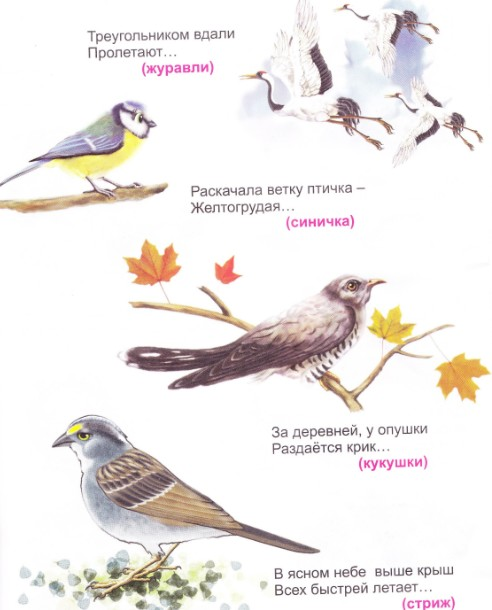 Треугольником вдали
Пролетают…
(журавли)
Раскачала ветку птичка –
Желтогрудая…
(синичка)
За деревней, у опушки
Раздаётся крик…
(кукушки)
В ясном небе выше крыш
Всех быстрей летает…
(стриж)